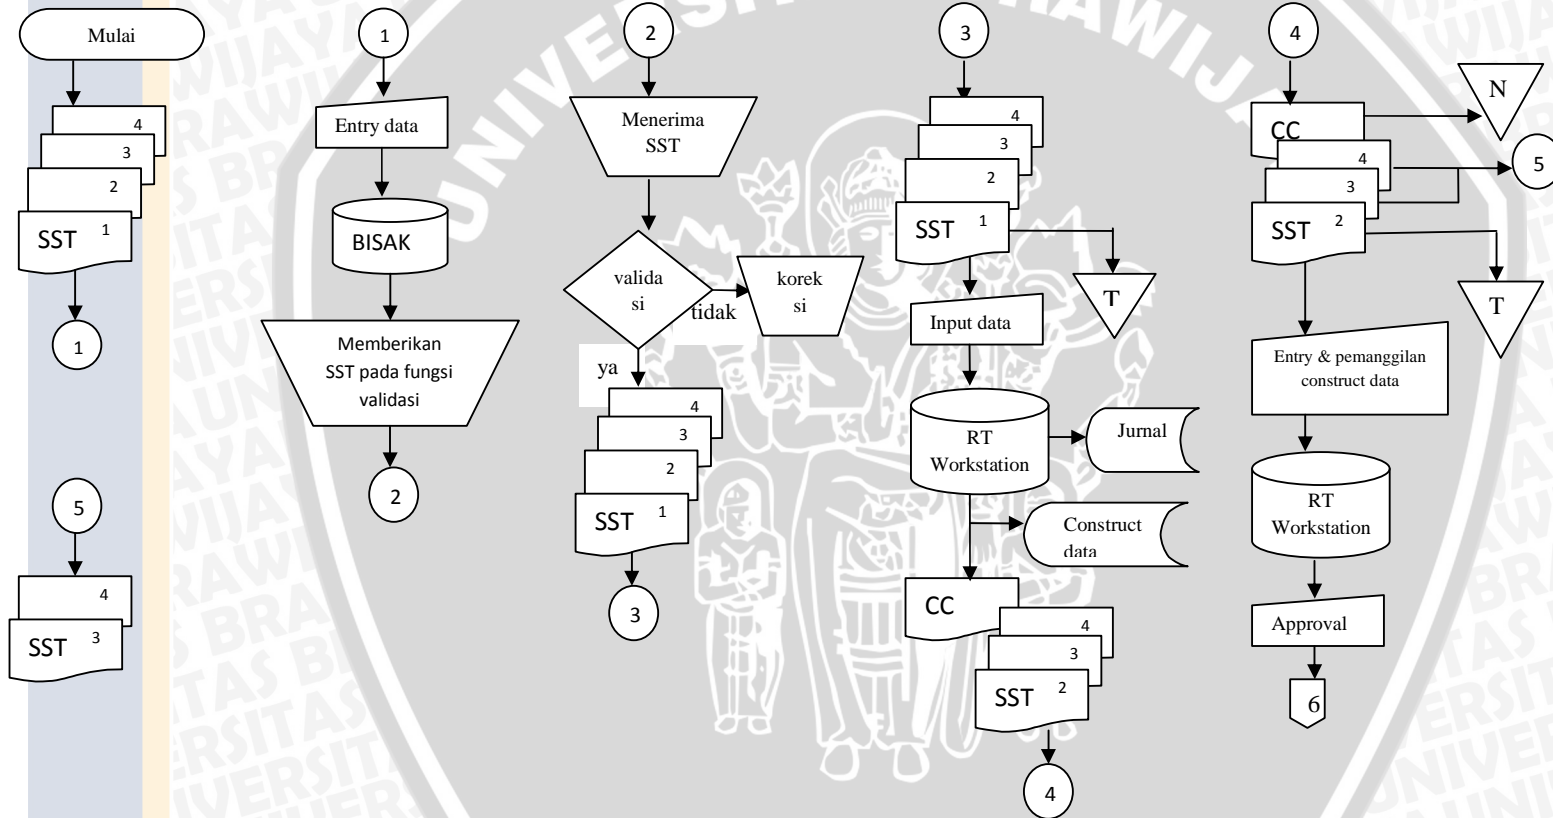 Mulai
4
3
2
SST 1
1
5
4
SST 3
1
Entry data
BISAK
Memberikan
SST pada fungsi
validasi
2
2
Menerima
SST
valida
si
tidak
korek
si
ya
4
3
2
SST 1
3
3
4
3
2
SST 1
T
Input data
RT
Workstation
Jurnal
Construct
data
CC
4
3
SST 2
4
4
CC
N
4
3
SST 2
5
T
Entry & pemanggilan
construct data
RT
Workstation
Approval
6
UNIVERSITAS BRAWIJAYA